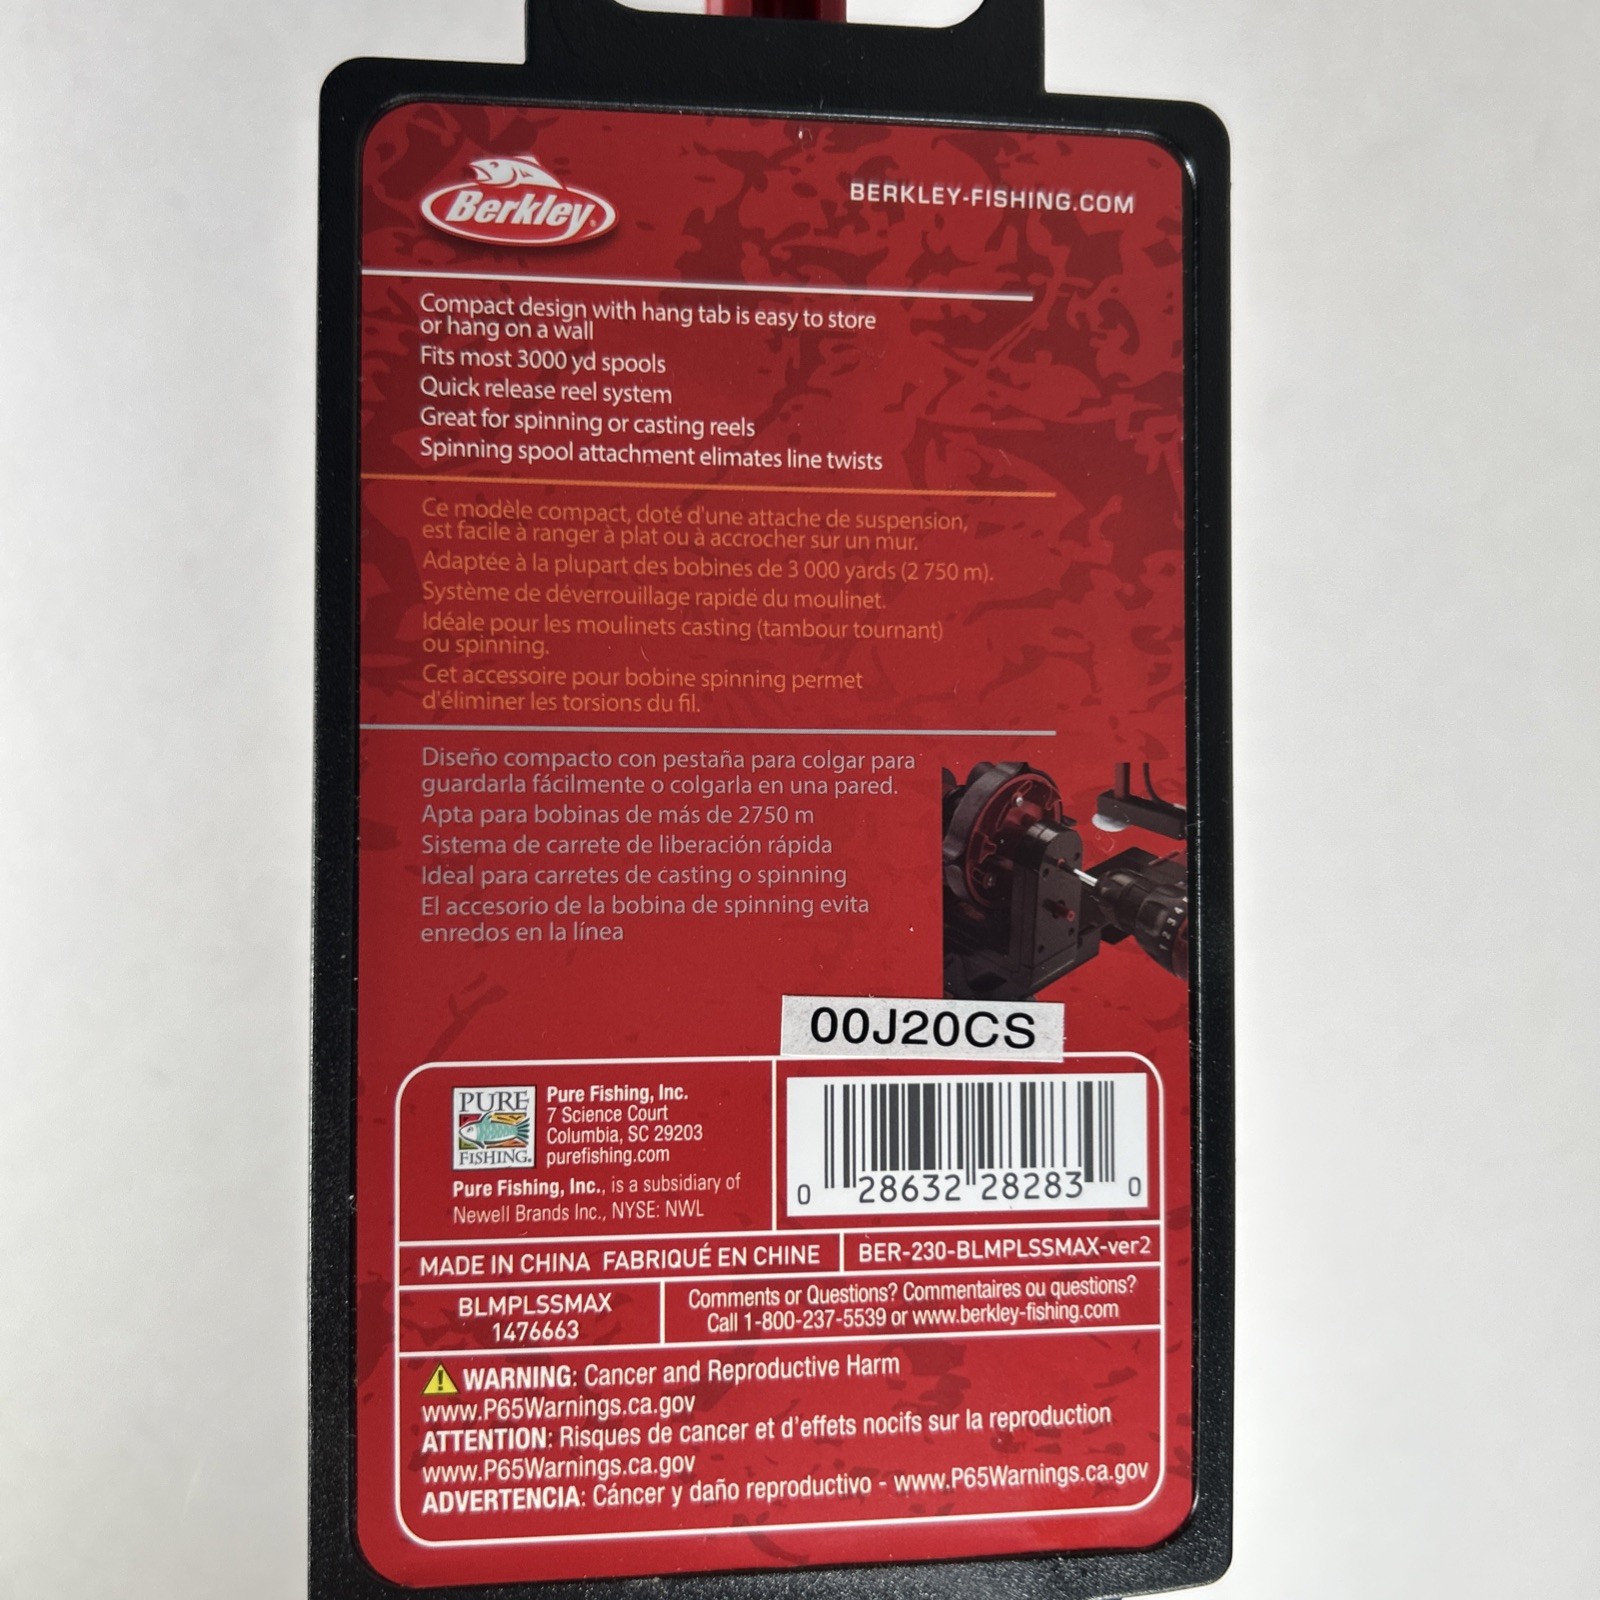 Berkley®
BERKLEY-FISHING.COM
Compact design with hang tab is easy to store
or hang on a wall
Fits most 3000 yd spools
Quick release reel system
Great for spinning or casting reels
Spinning spool attachment elimates line twists
Ce modèle compact, doté d'une attache de suspension,
est facile à ranger à plat ou à accrocher sur un mur.
Adaptée à la plupart des bobines de 3 000 yards (2 750 m).
Système de déverrouillage rapide du moulinet.
Idéale pour les moulinets casting (tambour tournant)
ou spinning.
Cet accessoire pour bobine spinning permet
d'éliminer les torsions du fil.
Diseño compacto con pestaña para colgar para
guardarla fácilmente o colgarla en una pared.
Apta para bobinas de más de 2750 m
Sistema de carrete de liberación rápida
Ideal para carretes de casting o spinning
El accesorio de la bobina de spinning evita
enredos en la línea
1 2 3 4
00J20CS
PURE
FISHING®
Pure Fishing, Inc.
7 Science Court
Columbia, SC 29203
purefishing.com
Pure Fishing, Inc., is a subsidiary of
Newell Brands Inc., NYSE: NWL
0 28632 28283 0
MADE IN CHINA FABRIQUÉ EN CHINE
BER-230-BLMPLSSMAX-ver2
BLMPLSSMAX
1476663
Comments or Questions? Commentaires ou questions?
Call 1-800-237-5539 or www.berkley-fishing.com
WARNING: Cancer and Reproductive Harm
www.P65Warnings.ca.gov
ATTENTION: Risques de cancer et d'effets nocifs sur la reproduction
www.P65Warnings.ca.gov
ADVERTENCIA: Cáncer y daño reproductivo - www.P65Warnings.ca.gov